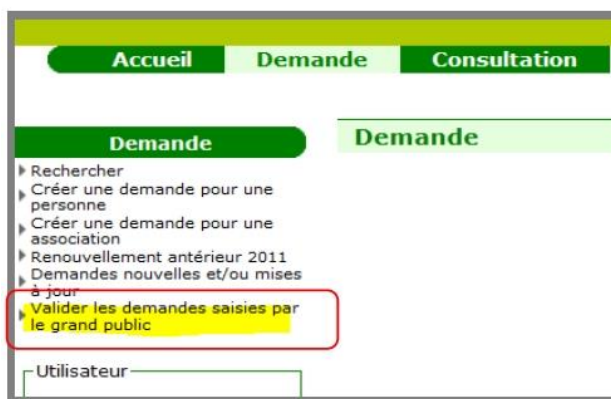 Accueil Demande Consultation
Demande Demande
Rechercher
Créer une demande pour une
personne
Créer une demande pour une
association
Renouvellement antérieur 2011
Demandes nouvelles et/ou mises
à jour
Valider les demandes saisies par
le grand public
Utilisateur